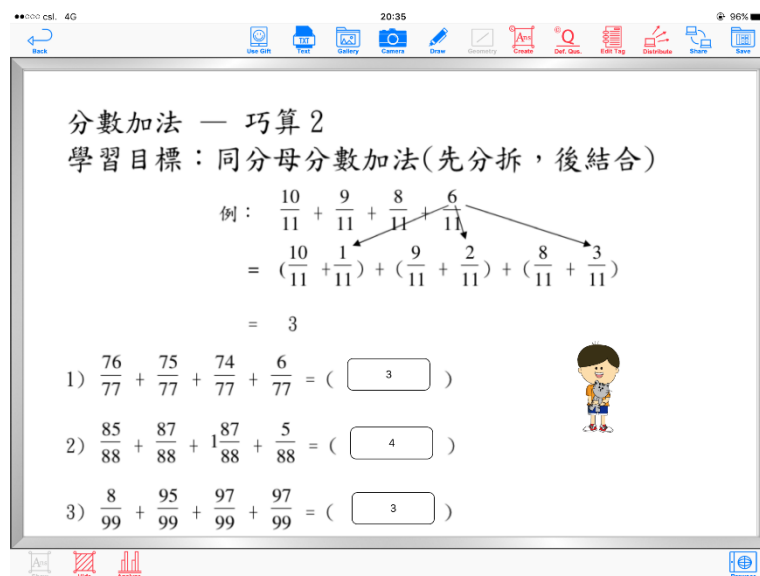 ●●○○○ csl. 4G 20:35 96%
Back Use Gift Text Gallery Camera Draw Geometry Create Def. Qus. Edit Tag Distribute Share Save
分數加法 — 巧算 2
學習目標：同分母分數加法(先分拆，後結合)
例： 10/11 + 9/11 + 8/11 + 6/11
= (10/11 + 1/11) + (9/11 + 2/11) + (8/11 + 3/11)
= 3
1) 76/77 + 75/77 + 74/77 + 6/77 = ( 3 )
2) 85/88 + 87/88 + 1 87/88 + 5/88 = ( 4 )
3) 8/99 + 95/99 + 97/99 + 97/99 = ( 3 )